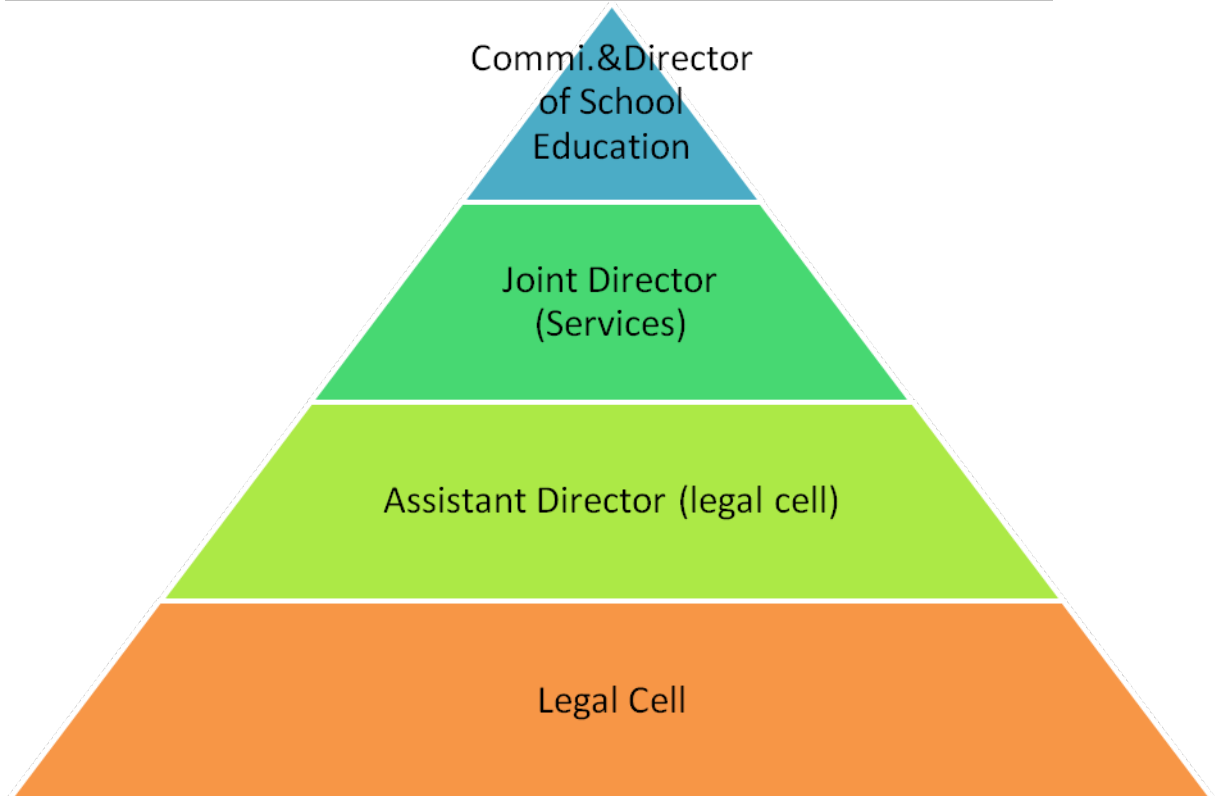 Commi.&Director
of School
Education
Joint Director
(Services)
Assistant Director (legal cell)
Legal Cell